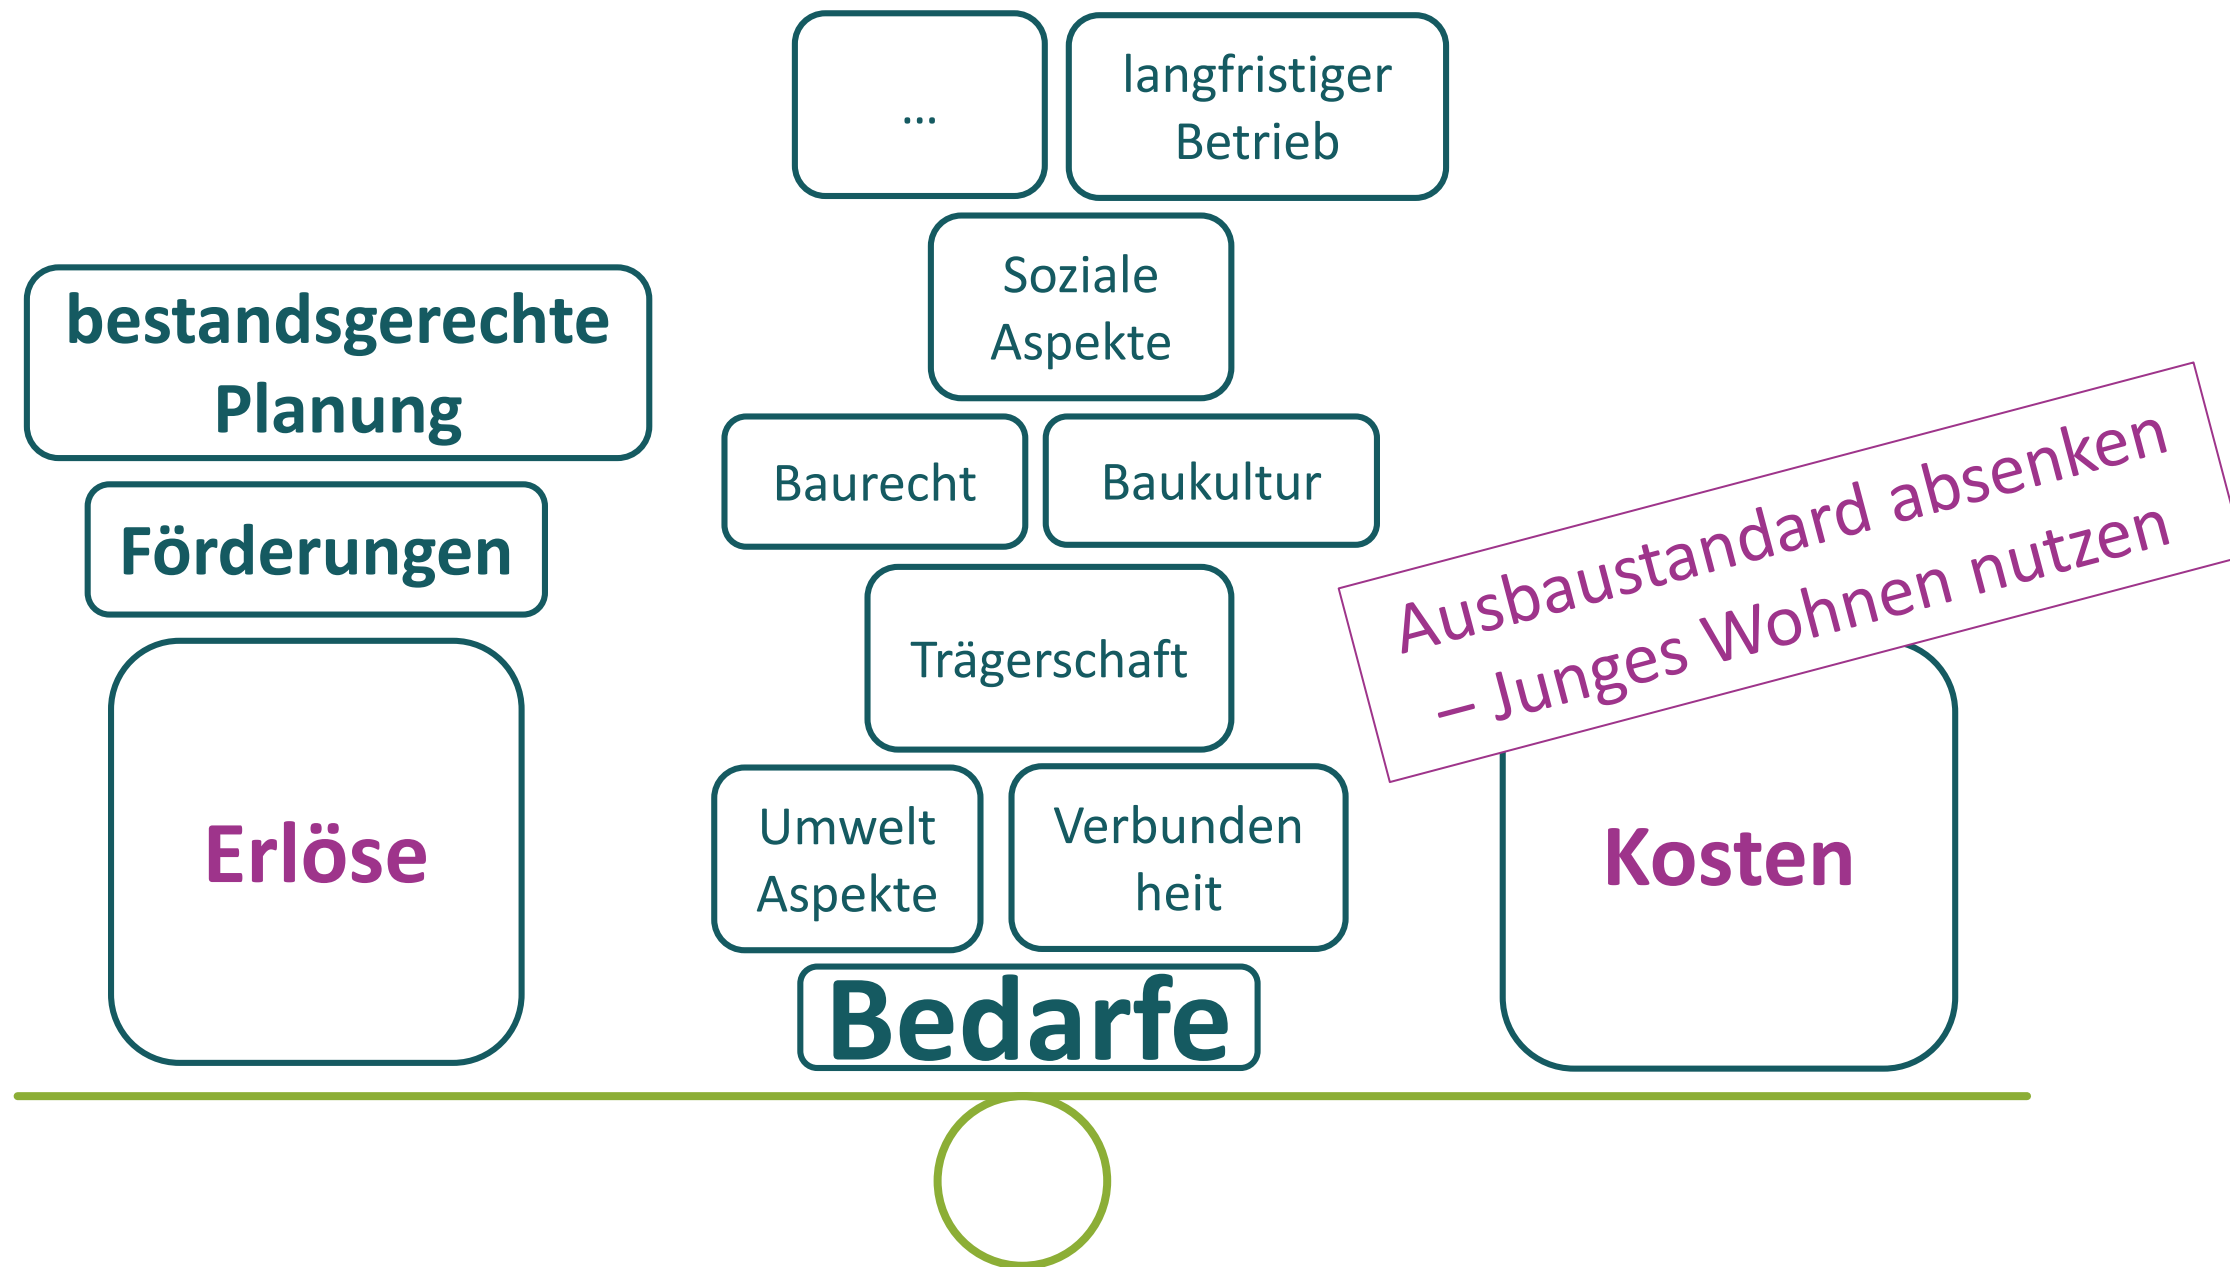 ...
langfristiger
Betrieb
Soziale
Aspekte
bestandsgerechte
Planung
Förderungen
Baurecht
Baukultur
Ausbaustandard absenken
– Junges Wohnen nutzen
Trägerschaft
Erlöse
Umwelt
Aspekte
Verbunden
heit
Kosten
Bedarfe